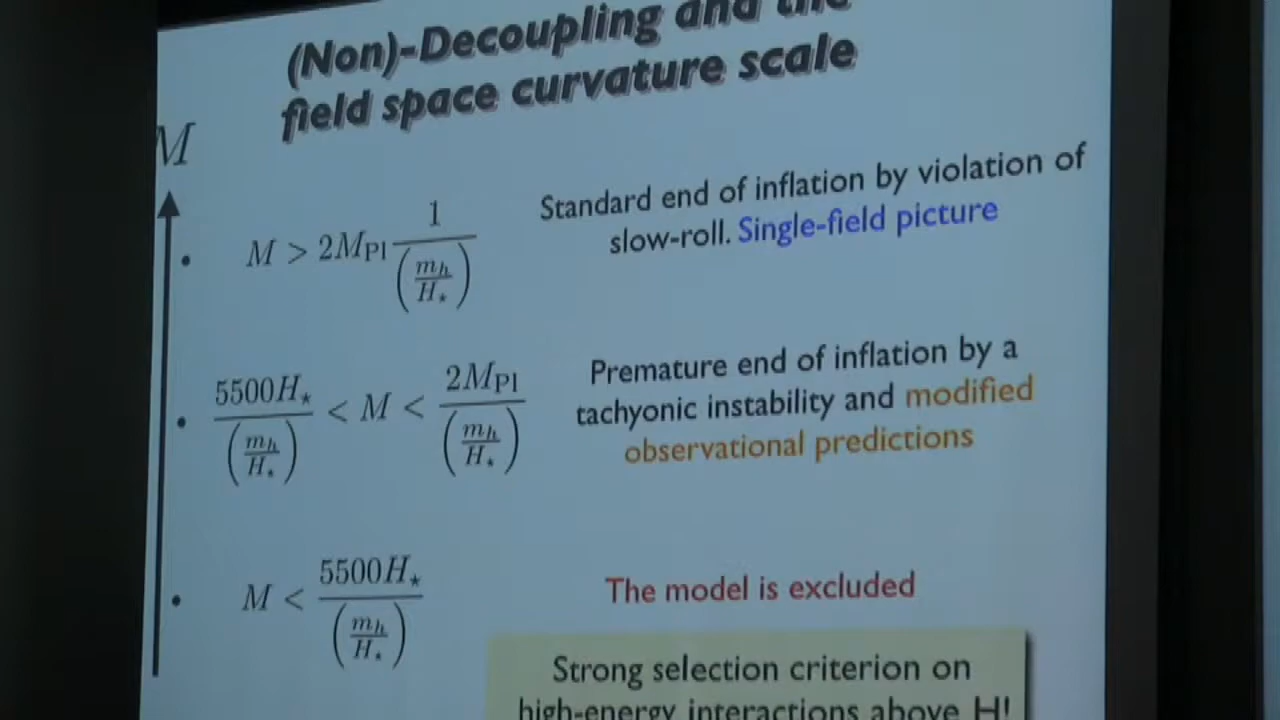 (Non)-Decoupling and the
field space curvature scale
M
• M > 2M_Pl 1/(m_h/H_⋆)
Standard end of inflation by violation of
slow-roll. Single-field picture
• 5500H_⋆/(m_h/H_⋆) < M < 2M_Pl/(m_h/H_⋆)
Premature end of inflation by a
tachyonic instability and modified
observational predictions
• M < 5500H_⋆/(m_h/H_⋆)
The model is excluded
Strong selection criterion on
high-energy interactions above H!